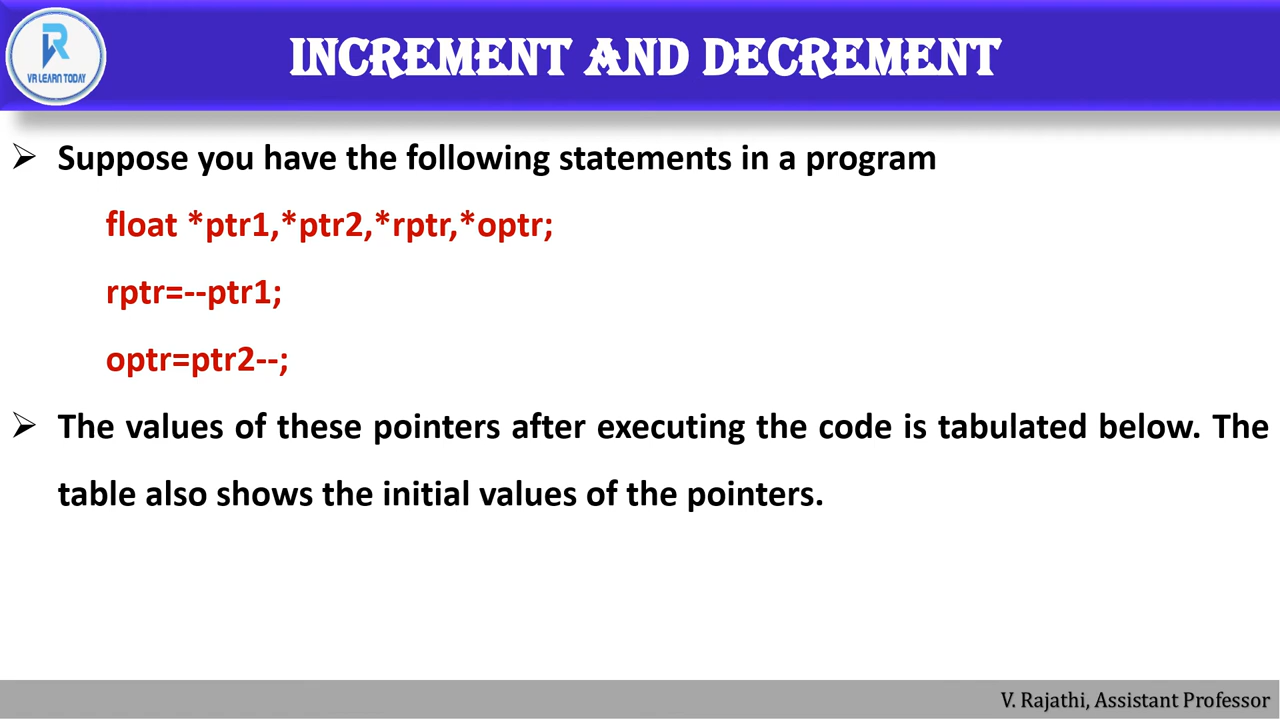 VR LEARN TODAY
INCREMENT AND DECREMENT
➢ Suppose you have the following statements in a program
float *ptr1,*ptr2,*rptr,*optr;
rptr=--ptr1;
optr=ptr2--;
➢ The values of these pointers after executing the code is tabulated below. The
table also shows the initial values of the pointers.
V. Rajathi, Assistant Professor